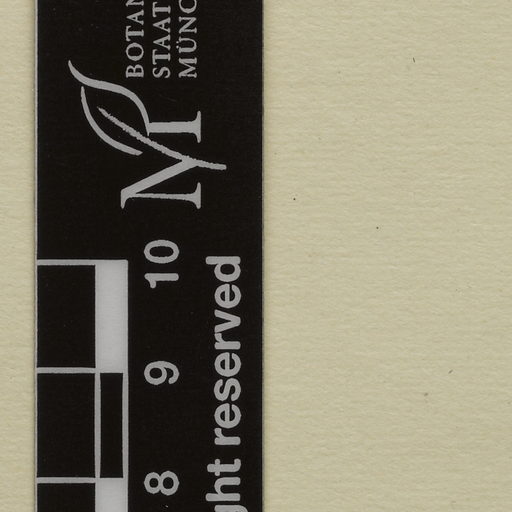 BOTAN
STAAT
MÜNC
M
10
9
8
ght reserved